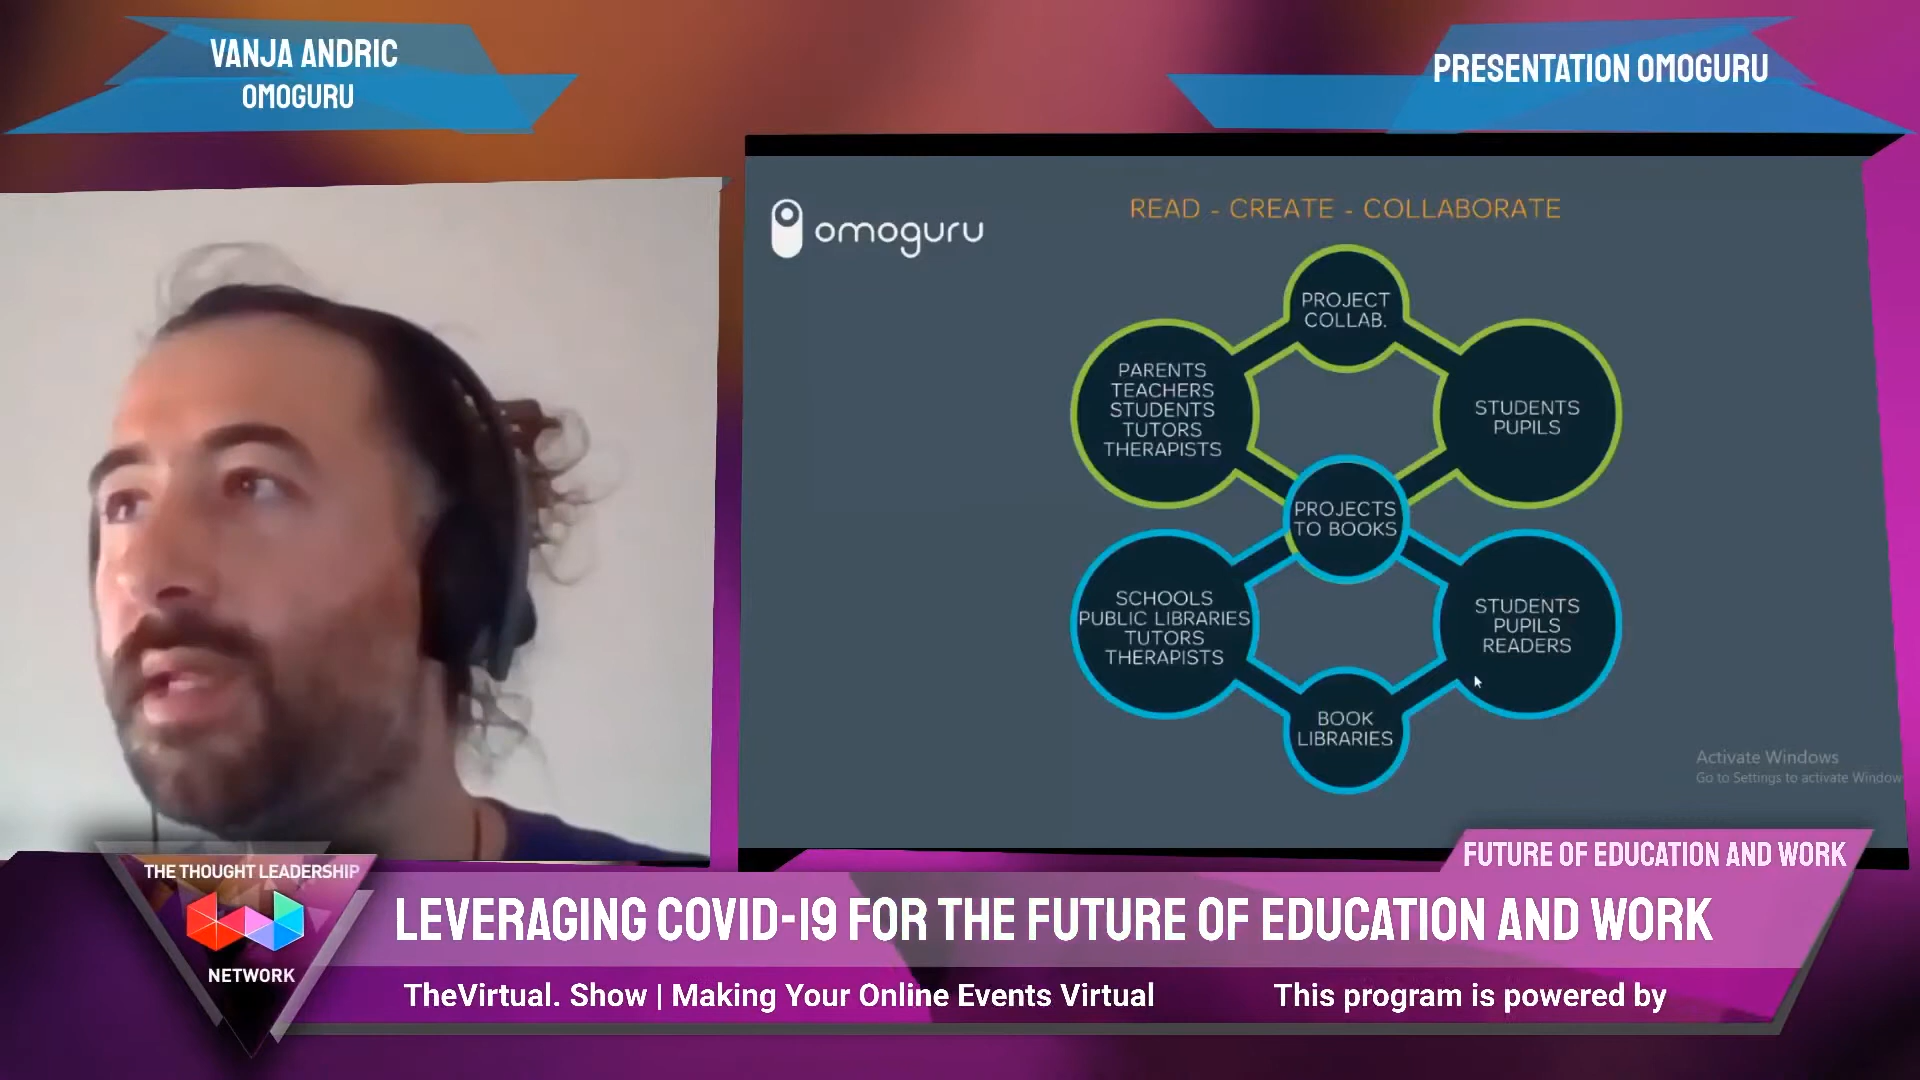 VANJA ANDRIC
OMOGURU
PRESENTATION OMOGURU
omoguru
READ - CREATE - COLLABORATE
PROJECT
COLLAB.
PARENTS
TEACHERS
STUDENTS
TUTORS
THERAPISTS
STUDENTS
PUPILS
PROJECTS
TO BOOKS
SCHOOLS
PUBLIC LIBRARIES
TUTORS
THERAPISTS
STUDENTS
PUPILS
READERS
BOOK
LIBRARIES
Activate Windows
Go to Settings to activate Window
FUTURE OF EDUCATION AND WORK
THE THOUGHT LEADERSHIP
NETWORK
LEVERAGING COVID-19 FOR THE FUTURE OF EDUCATION AND WORK
TheVirtual. Show | Making Your Online Events Virtual
This program is powered by